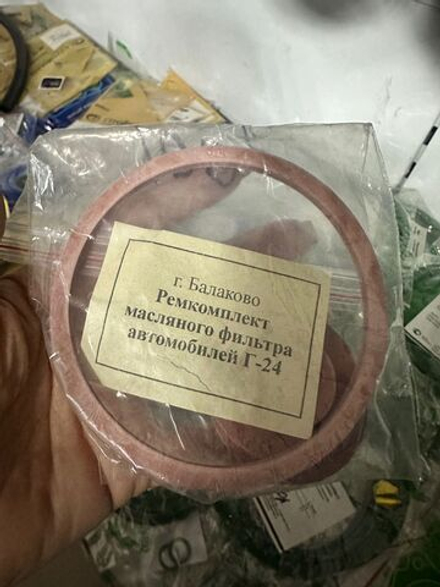 г. Балаково
Ремкомплект
масляного фильтра
автомобилей Г-24